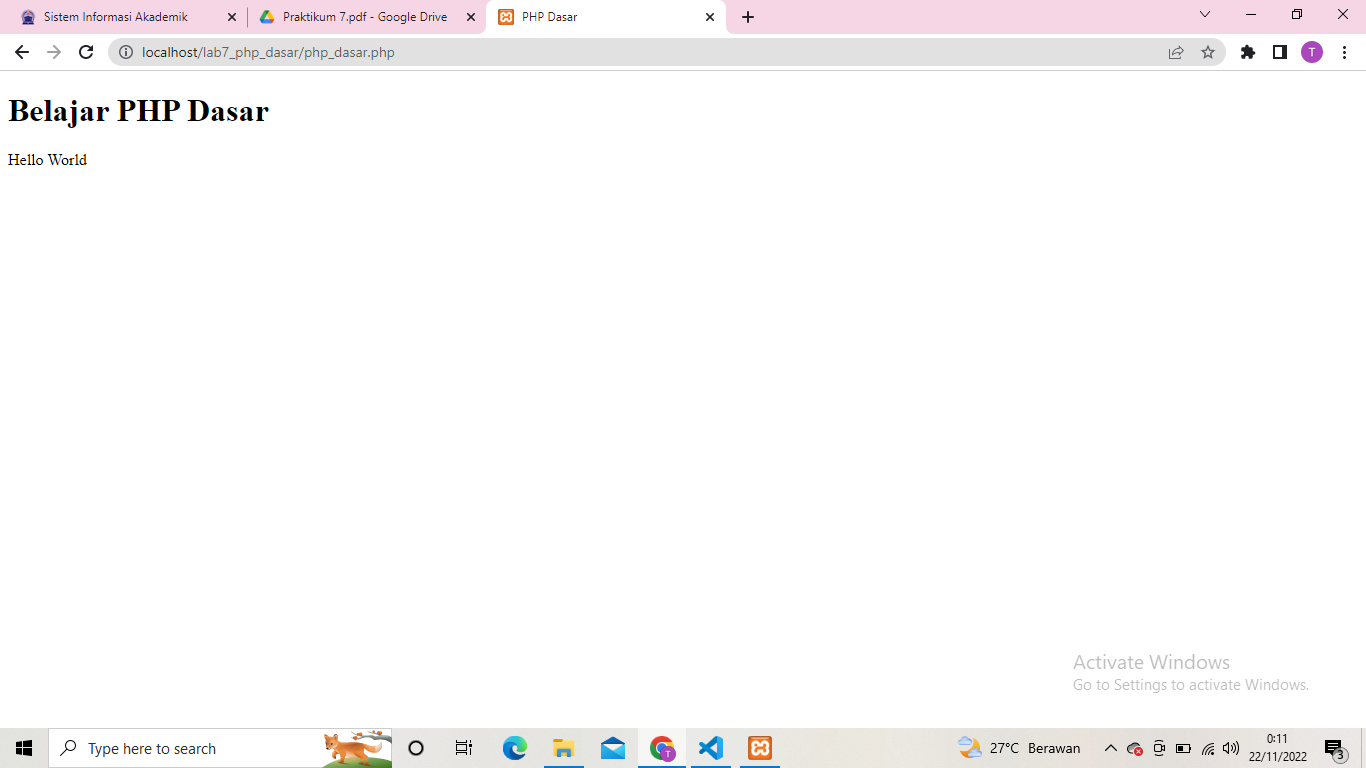 Sistem Informasi Akademik
Praktikum 7.pdf - Google Drive
PHP Dasar
localhost/lab7_php_dasar/php_dasar.php
T
Belajar PHP Dasar
Hello World
Activate Windows
Go to Settings to activate Windows.
Type here to search
T
27°C Berawan
0:11
22/11/2022
3